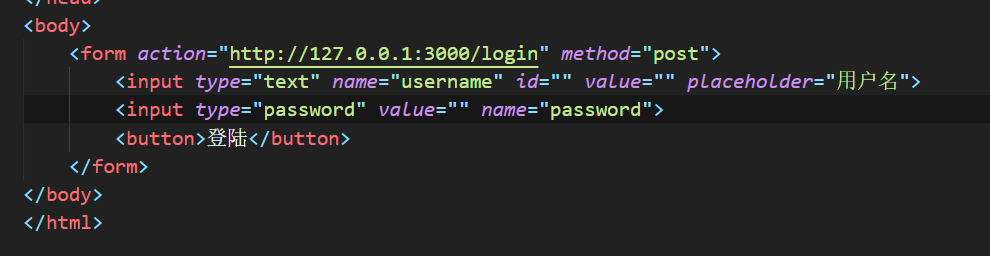 </head>
<body>
<form action="http://127.0.0.1:3000/login" method="post">
<input type="text" name="username" id="" value="" placeholder="用户名">
<input type="password" value="" name="password">
<button>登陆</button>
</form>
</body>
</html>